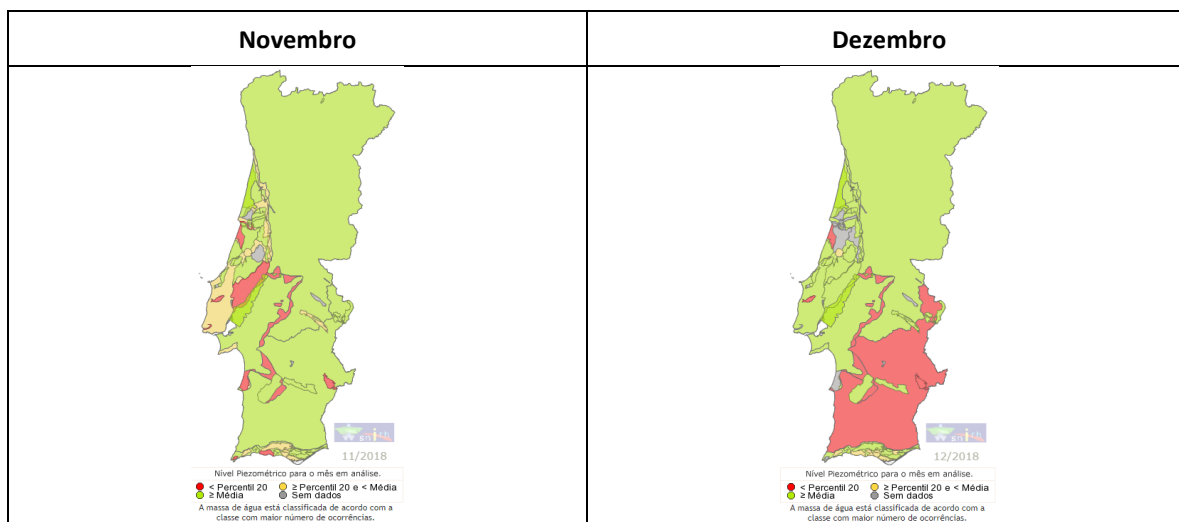 Novembro
Dezembro
11/2018
Nível Piezométrico para o mês em análise.
< Percentil 20
≥ Percentil 20 e < Média
≥ Média
Sem dados
A massa de água está classificada de acordo com a
classe com maior número de ocorrências.
12/2018
Nível Piezométrico para o mês em análise.
< Percentil 20
≥ Percentil 20 e < Média
≥ Média
Sem dados
A massa de água está classificada de acordo com a
classe com maior número de ocorrências.